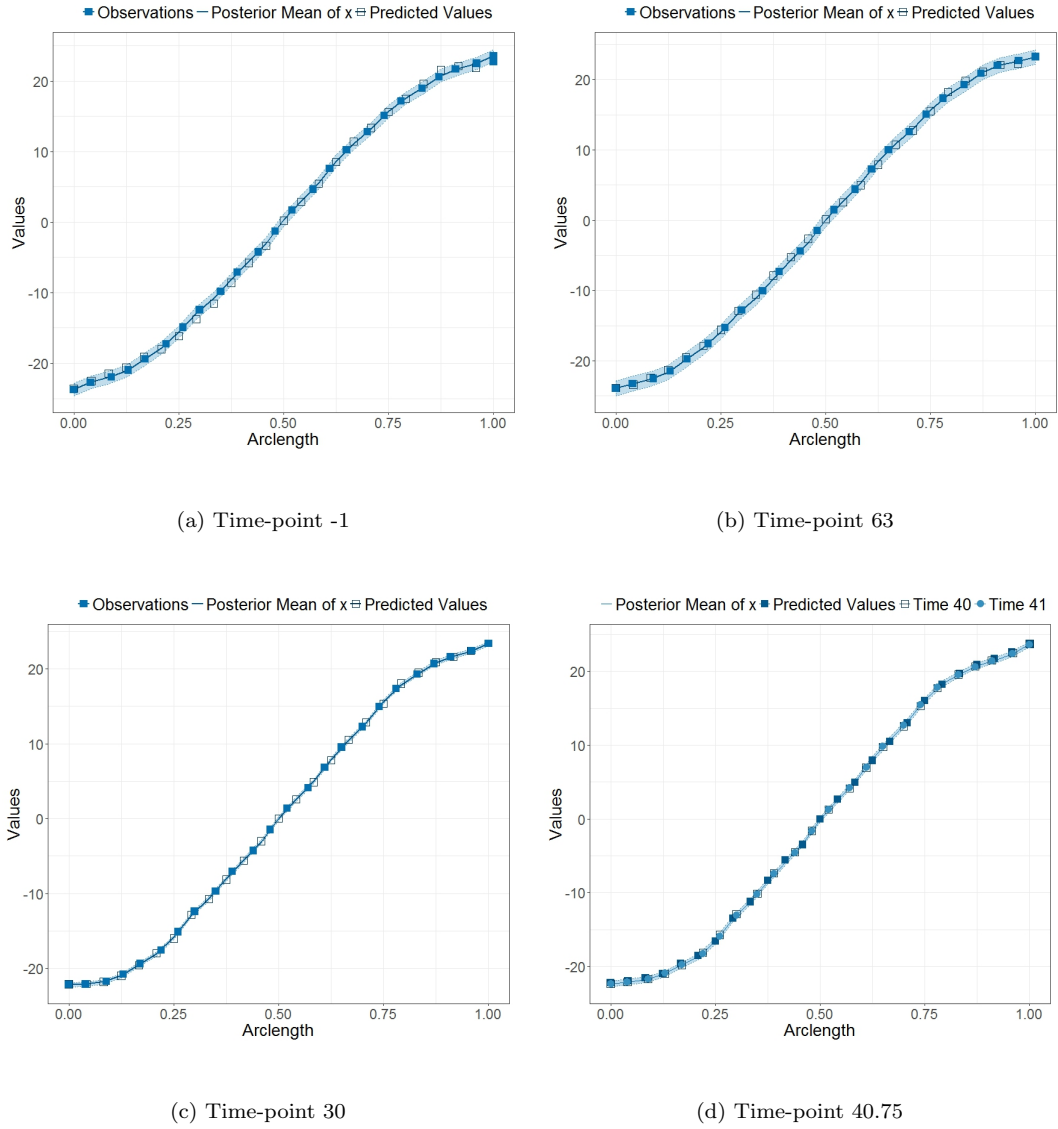 Observations Posterior Mean of x Predicted Values
Values
20
10
0
-10
-20
0.00 0.25 0.50 0.75 1.00
Arclength
(a) Time-point -1
Observations Posterior Mean of x Predicted Values
Values
20
10
0
-10
-20
0.00 0.25 0.50 0.75 1.00
Arclength
(b) Time-point 63
Observations Posterior Mean of x Predicted Values
Values
20
10
0
-10
-20
0.00 0.25 0.50 0.75 1.00
Arclength
(c) Time-point 30
Posterior Mean of x Predicted Values Time 40 Time 41
Values
20
10
0
-10
-20
0.00 0.25 0.50 0.75 1.00
Arclength
(d) Time-point 40.75